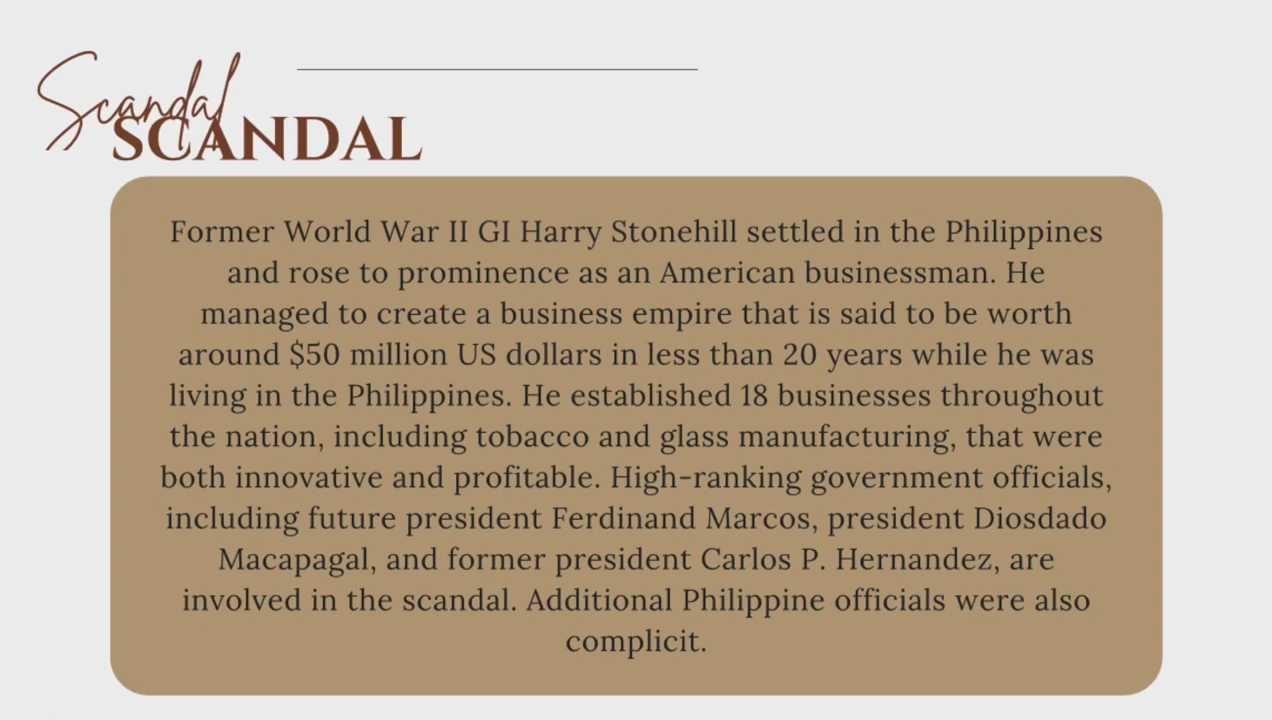 Scandal
SCANDAL
Former World War II GI Harry Stonehill settled in the Philippines
and rose to prominence as an American businessman. He
managed to create a business empire that is said to be worth
around $50 million US dollars in less than 20 years while he was
living in the Philippines. He established 18 businesses throughout
the nation, including tobacco and glass manufacturing, that were
both innovative and profitable. High-ranking government officials,
including future president Ferdinand Marcos, president Diosdado
Macapagal, and former president Carlos P. Hernandez, are
involved in the scandal. Additional Philippine officials were also
complicit.